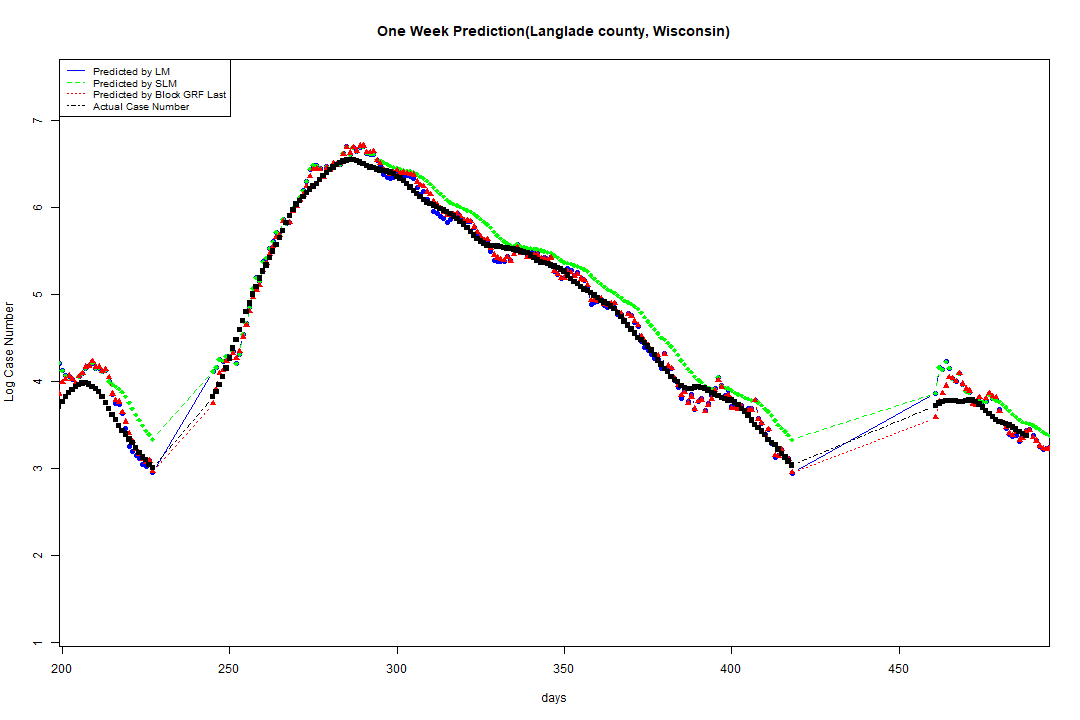 One Week Prediction(Langlade county, Wisconsin)
Predicted by LM
Predicted by SLM
Predicted by Block GRF Last
Actual Case Number
7
6
5
4
3
2
1
Log Case Number
200 250 300 350 400 450
days